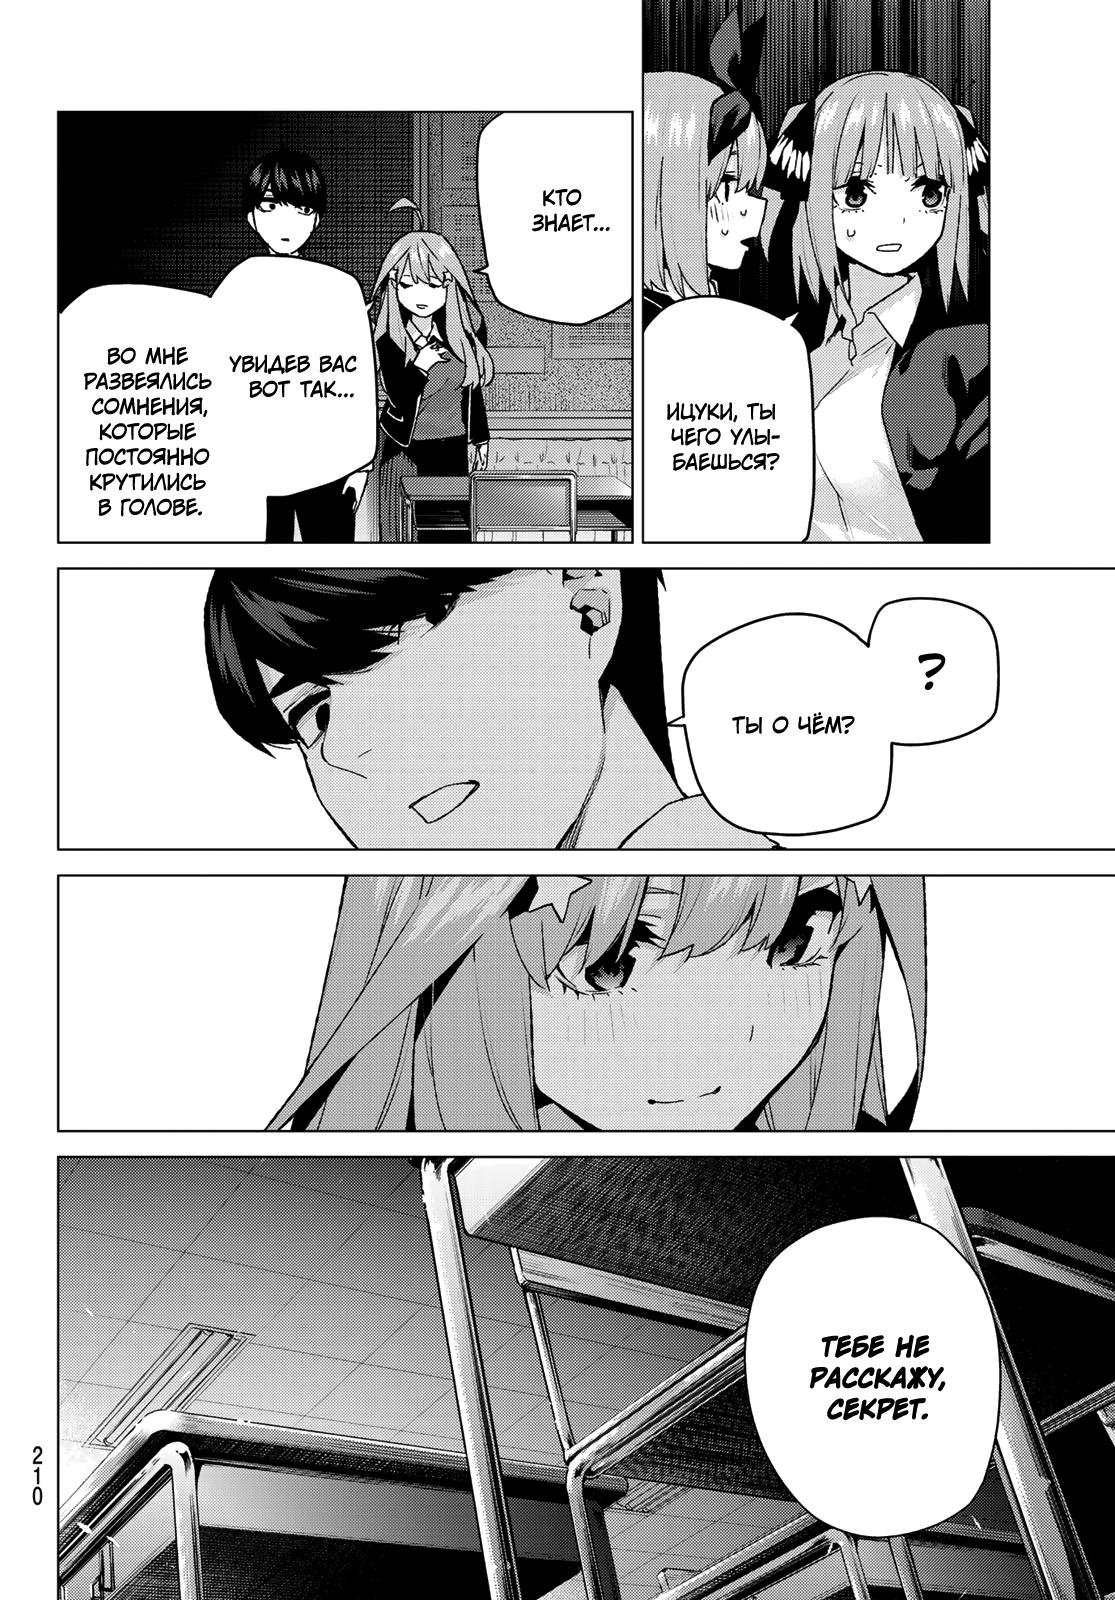 ИЦУКИ, ТЫ
ЧЕГО УЛЫ-
БАЕШЬСЯ?
КТО
ЗНАЕТ...
УВИДЕВ ВАС
ВОТ ТАК...
ВО МНЕ
РАЗВЕЯЛИСЬ
СОМНЕНИЯ,
КОТОРЫЕ
ПОСТОЯННО
КРУТИЛИСЬ
В ГОЛОВЕ.
?
ТЫ О ЧЁМ?
ТЕБЕ НЕ
РАССКАЖУ,
СЕКРЕТ.
210